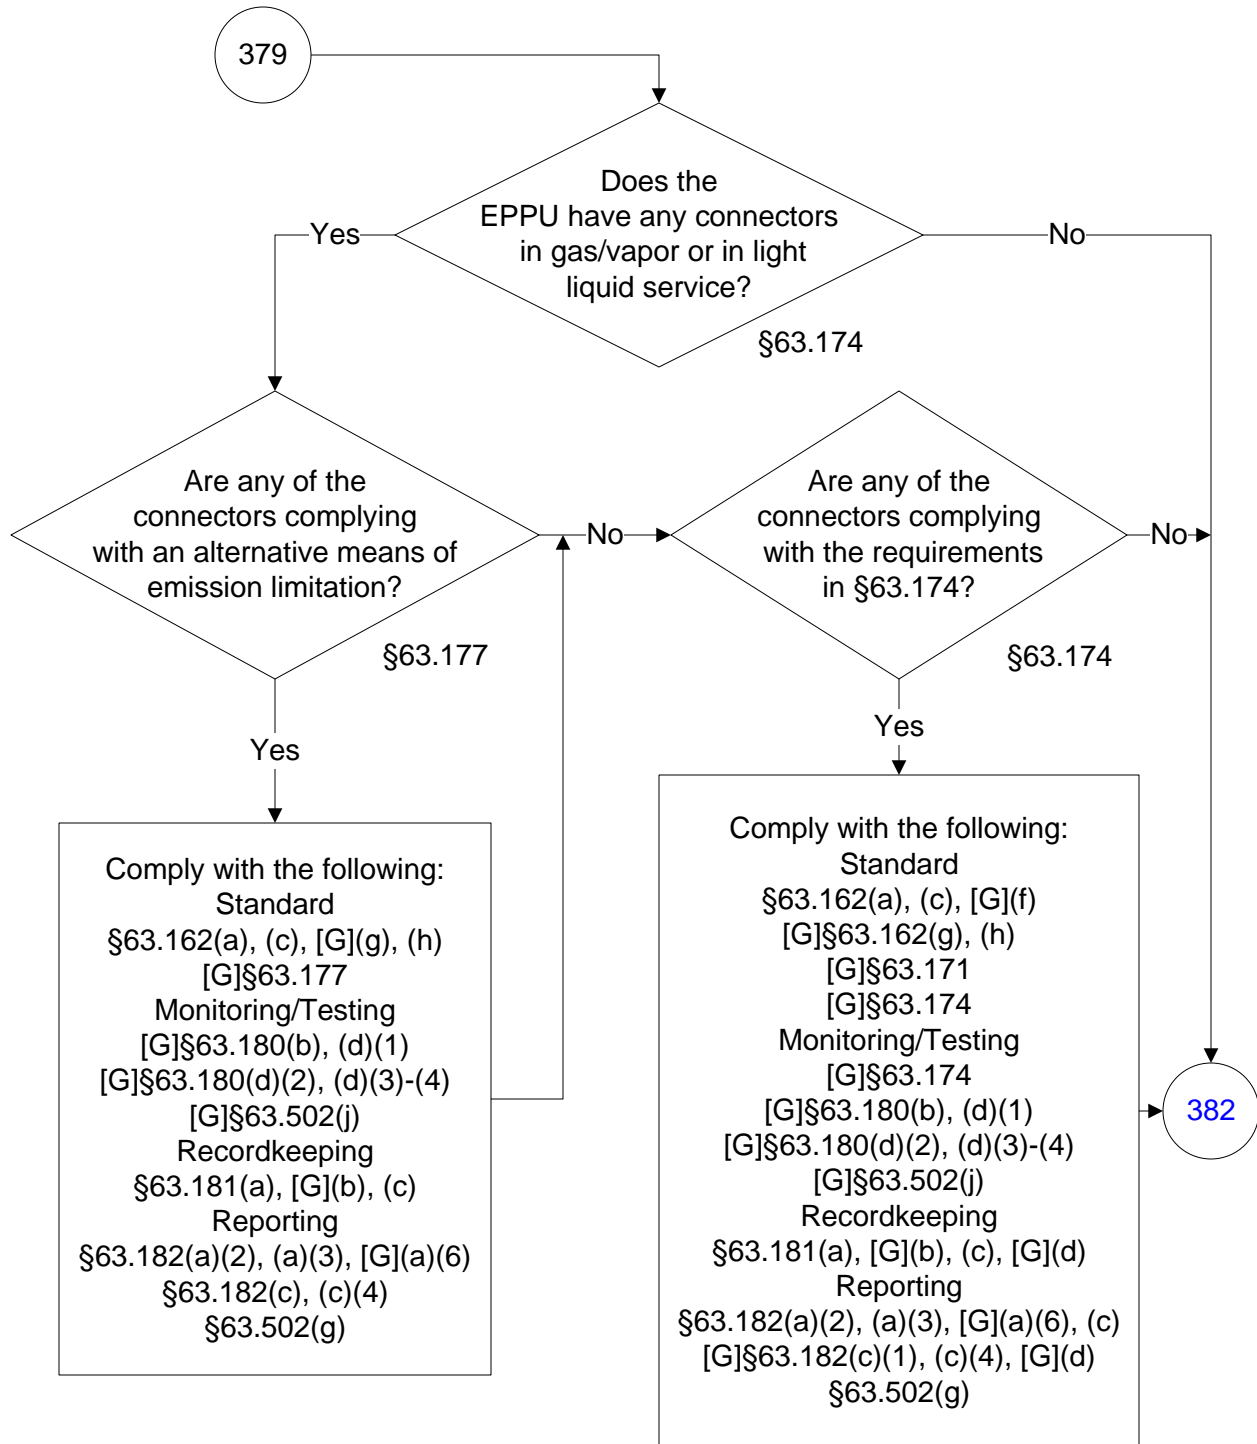 379
Does the
EPPU have any connectors
in gas/vapor or in light
liquid service?
Yes
No
§63.174
Are any of the
connectors complying
with an alternative means of
emission limitation?
§63.177
No
Are any of the
connectors complying
with the requirements
in §63.174?
§63.174
No
Yes
Yes
Comply with the following:
Standard
§63.162(a), (c), [G](g), (h)
[G]§63.177
Monitoring/Testing
[G]§63.180(b), (d)(1)
[G]§63.180(d)(2), (d)(3)-(4)
[G]§63.502(j)
Recordkeeping
§63.181(a), [G](b), (c)
Reporting
§63.182(a)(2), (a)(3), [G](a)(6)
§63.182(c), (c)(4)
§63.502(g)
Comply with the following:
Standard
§63.162(a), (c), [G](f)
[G]§63.162(g), (h)
[G]§63.171
[G]§63.174
Monitoring/Testing
[G]§63.174
[G]§63.180(b), (d)(1)
[G]§63.180(d)(2), (d)(3)-(4)
[G]§63.502(j)
Recordkeeping
§63.181(a), [G](b), (c), [G](d)
Reporting
§63.182(a)(2), (a)(3), [G](a)(6), (c)
[G]§63.182(c)(1), (c)(4), [G](d)
§63.502(g)
382